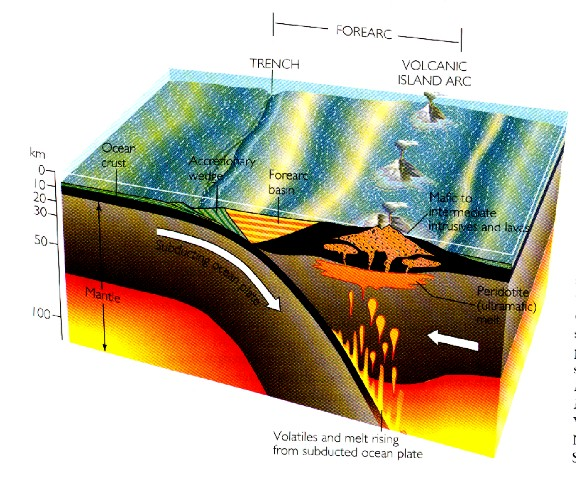 FOREARC
TRENCH
VOLCANIC
ISLAND ARC
km
0
10
20
30
50
100
Ocean
crust
Accretionary
wedge
Forearc
basin
Mafic to
intermediate
intrusives and lavas
Subducting ocean plate
Mantle
Peridotite
(ultramafic)
melt
Volatiles and melt rising
from subducted ocean plate